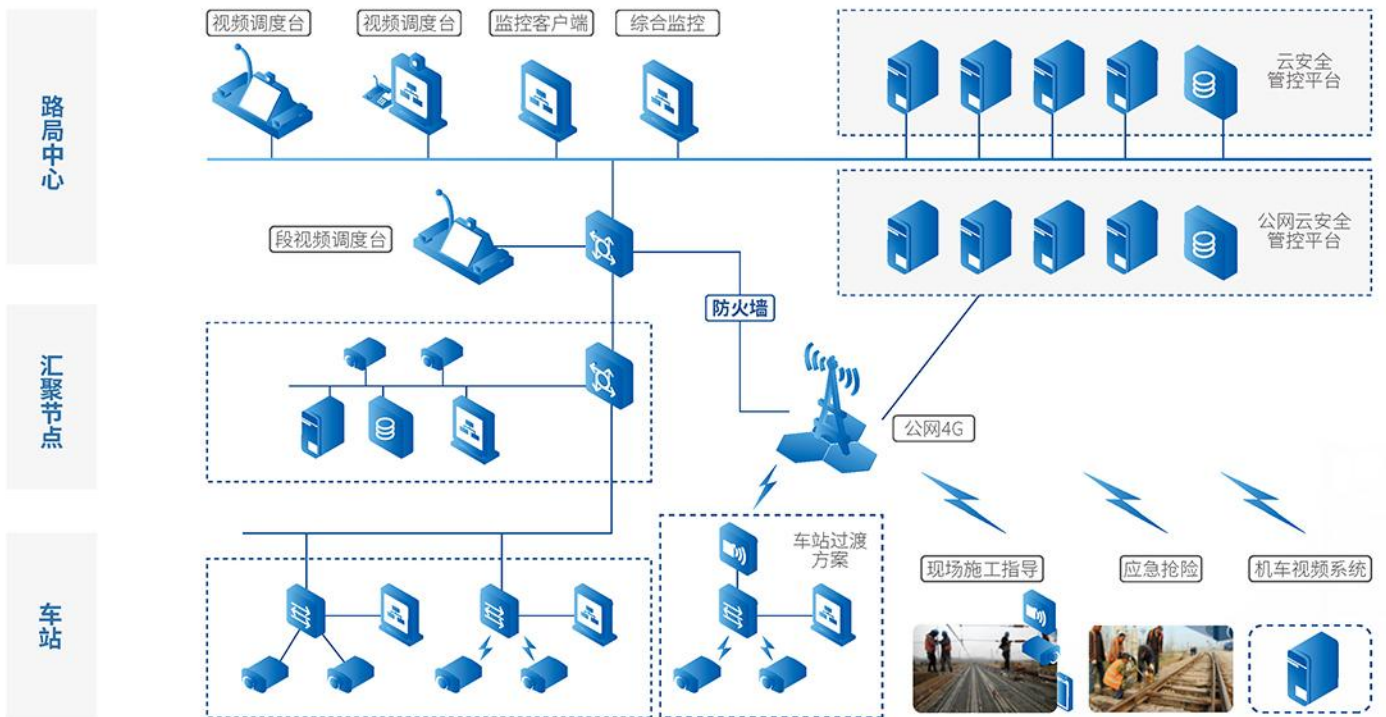 视频调度台
视频调度台
监控客户端
综合监控
云安全
管控平台
路局中心
段视频调度台
公网云安全
管控平台
防火墙
汇聚节点
公网4G
车站过渡
方案
现场施工指导
应急抢险
机车视频系统
车站